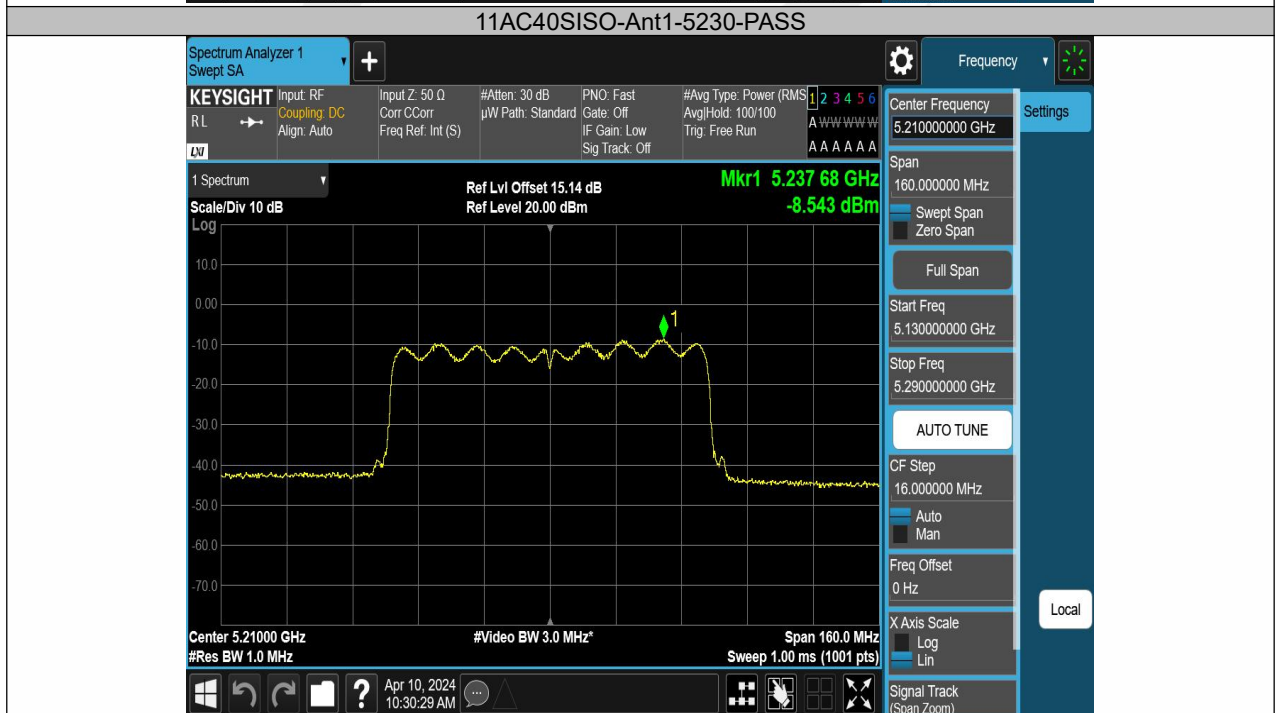 11AC40SISO-Ant1-5230-PASS
Spectrum Analyzer 1
Swept SA
Frequency
KEYSIGHT
RL
LXI
Input: RF
Coupling: DC
Align: Auto
Input Z: 50 Ω
Corr CCorr
Freq Ref: Int (S)
#Atten: 30 dB
µW Path: Standard
PNO: Fast
Gate: Off
IF Gain: Low
Sig Track: Off
#Avg Type: Power (RMS
Avg|Hold: 100/100
Trig: Free Run
1 2 3 4 5 6
A W W W W W
A A A A A A
Center Frequency
5.210000000 GHz
Settings
Span
160.000000 MHz
Swept Span
Zero Span
Full Span
Start Freq
5.130000000 GHz
Stop Freq
5.290000000 GHz
AUTO TUNE
CF Step
16.000000 MHz
Auto
Man
Freq Offset
0 Hz
X Axis Scale
Log
Lin
Signal Track
(Span Zoom)
Local
1 Spectrum
Scale/Div 10 dB
Log
Ref Lvl Offset 15.14 dB
Ref Level 20.00 dBm
Mkr1 5.237 68 GHz
-8.543 dBm
10.0
0.00
-10.0
-20.0
-30.0
-40.0
-50.0
-60.0
-70.0
1
Center 5.21000 GHz
#Res BW 1.0 MHz
#Video BW 3.0 MHz*
Span 160.0 MHz
Sweep 1.00 ms (1001 pts)
?
Apr 10, 2024
10:30:29 AM